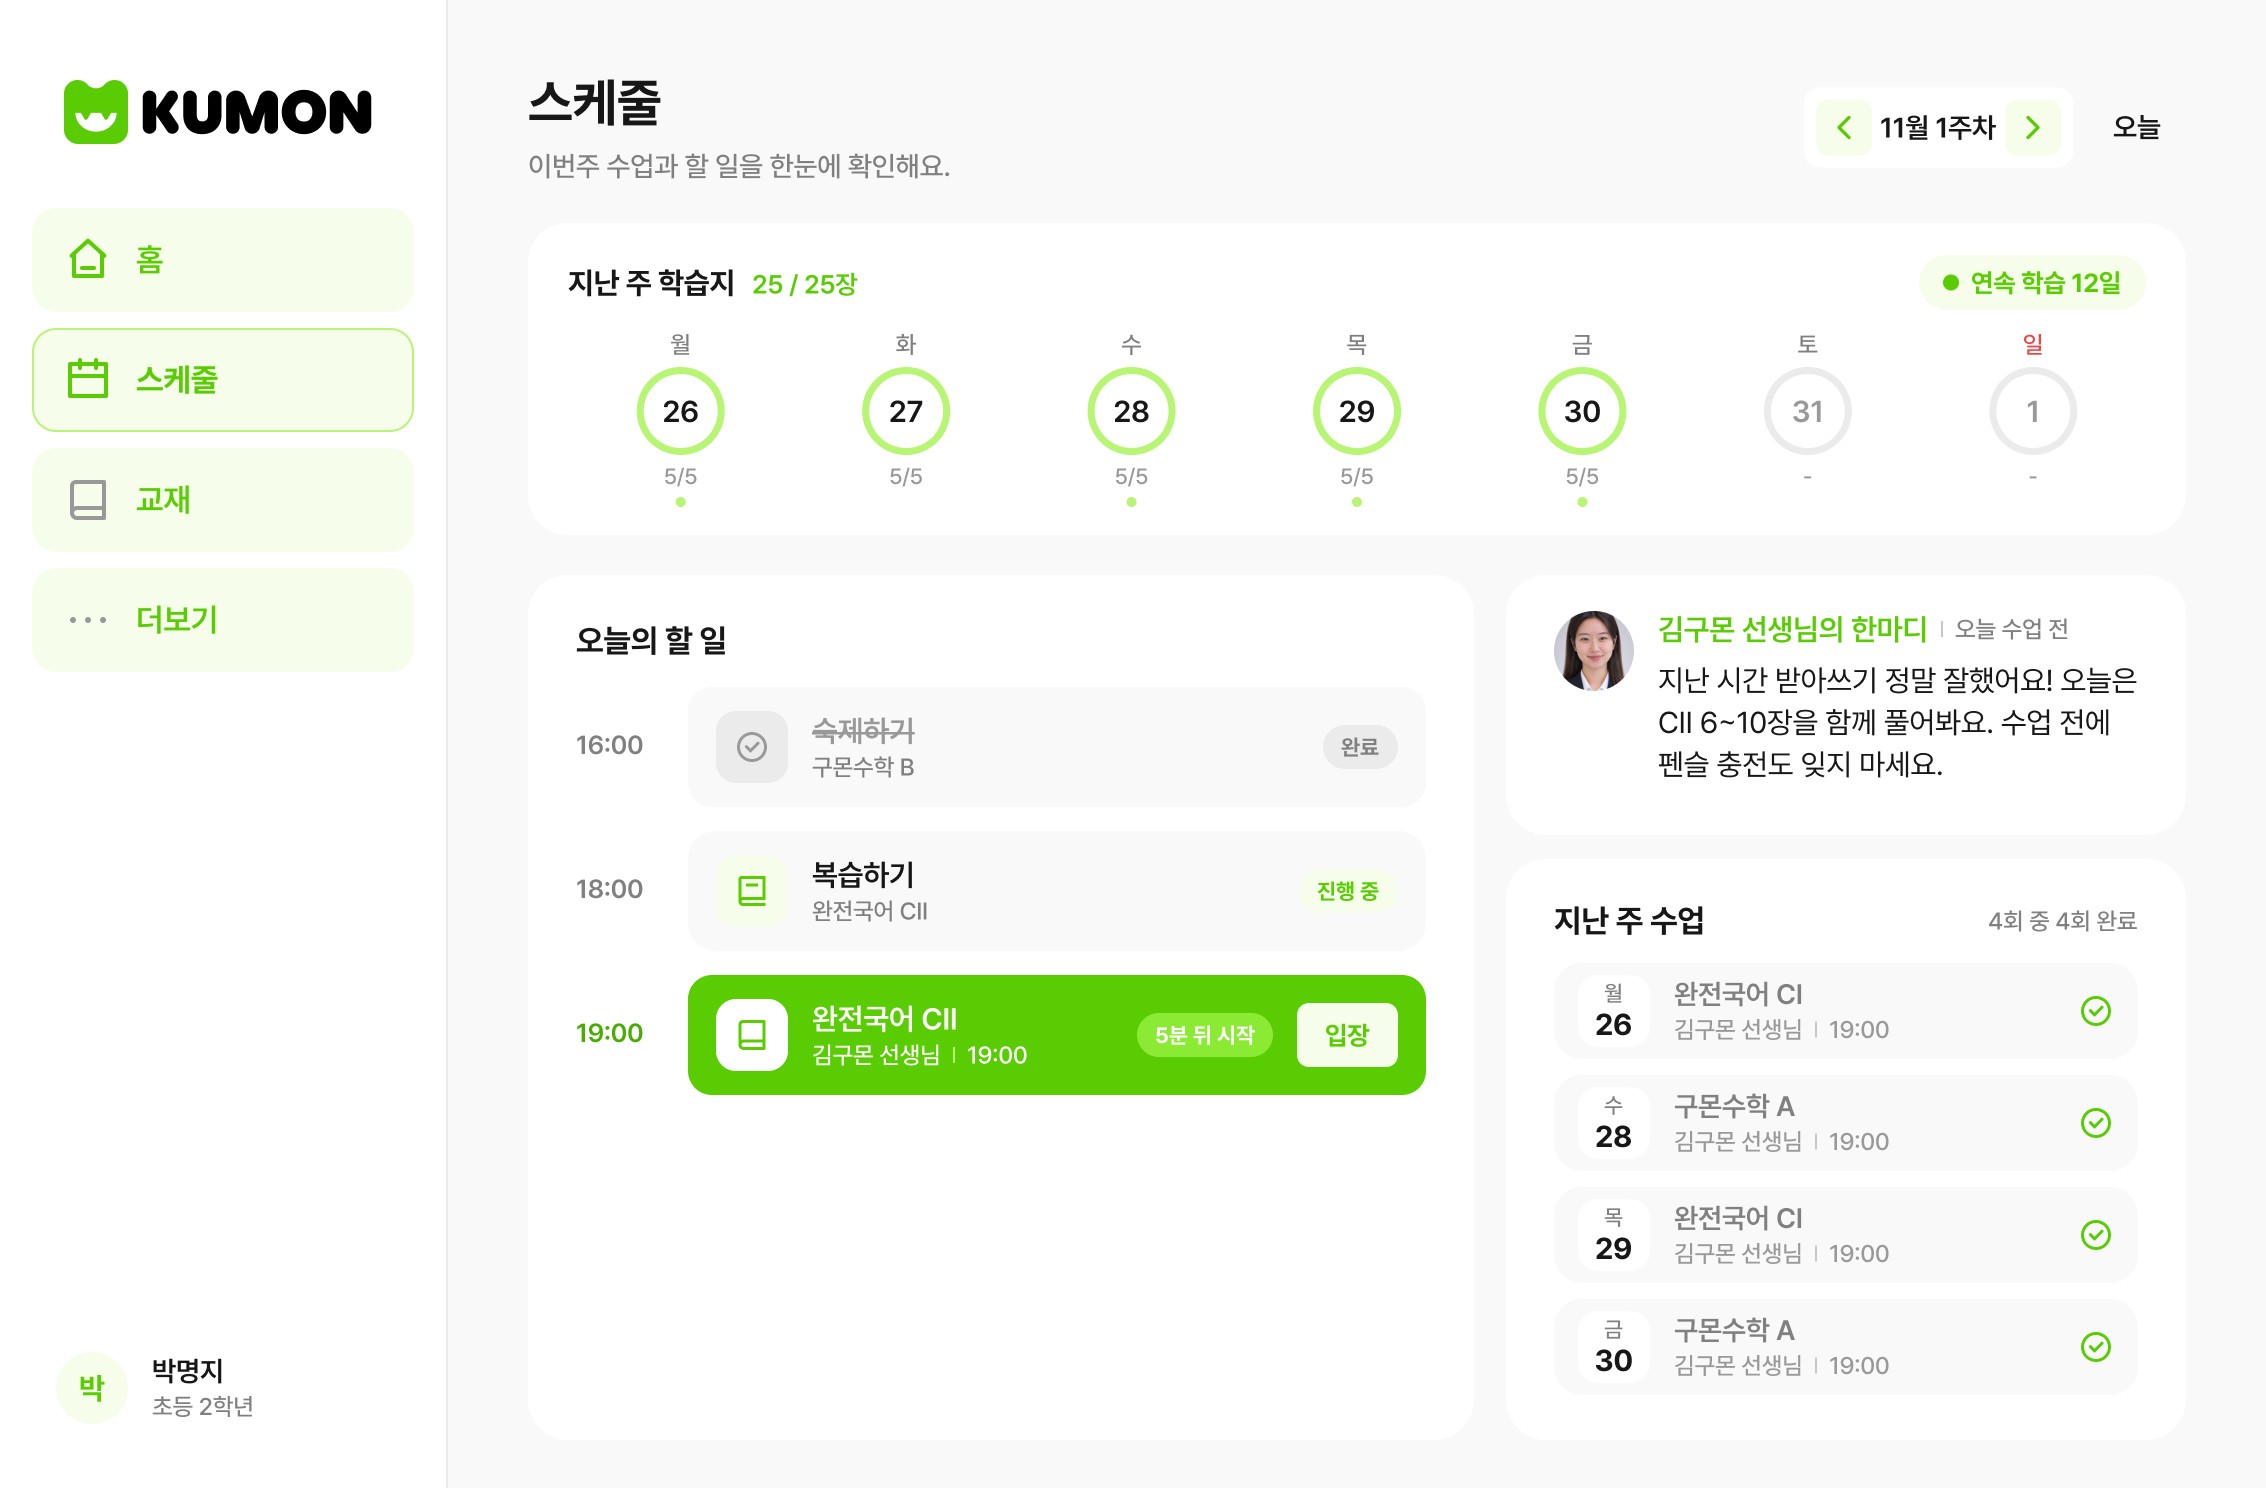 KUMON
홈
스케줄
교재
더보기
박
박명지
초등 2학년
스케줄
이번주 수업과 할 일을 한눈에 확인해요.
11월 1주차
오늘
지난 주 학습지 25 / 25장
연속 학습 12일
월 화 수 목 금 토 일
26 27 28 29 30 31 1
5/5 5/5 5/5 5/5 5/5 - -
오늘의 할 일
16:00
숙제하기
구몬수학 B
완료
18:00
복습하기
완전국어 CII
진행 중
19:00
완전국어 CII
김구몬 선생님 | 19:00
5분 뒤 시작
입장
김구몬 선생님의 한마디 | 오늘 수업 전
지난 시간 받아쓰기 정말 잘했어요! 오늘은
CII 6~10장을 함께 풀어봐요. 수업 전에
펜슬 충전도 잊지 마세요.
지난 주 수업
4회 중 4회 완료
월
26
완전국어 CI
김구몬 선생님 | 19:00
수
28
구몬수학 A
김구몬 선생님 | 19:00
목
29
완전국어 CI
김구몬 선생님 | 19:00
금
30
구몬수학 A
김구몬 선생님 | 19:00